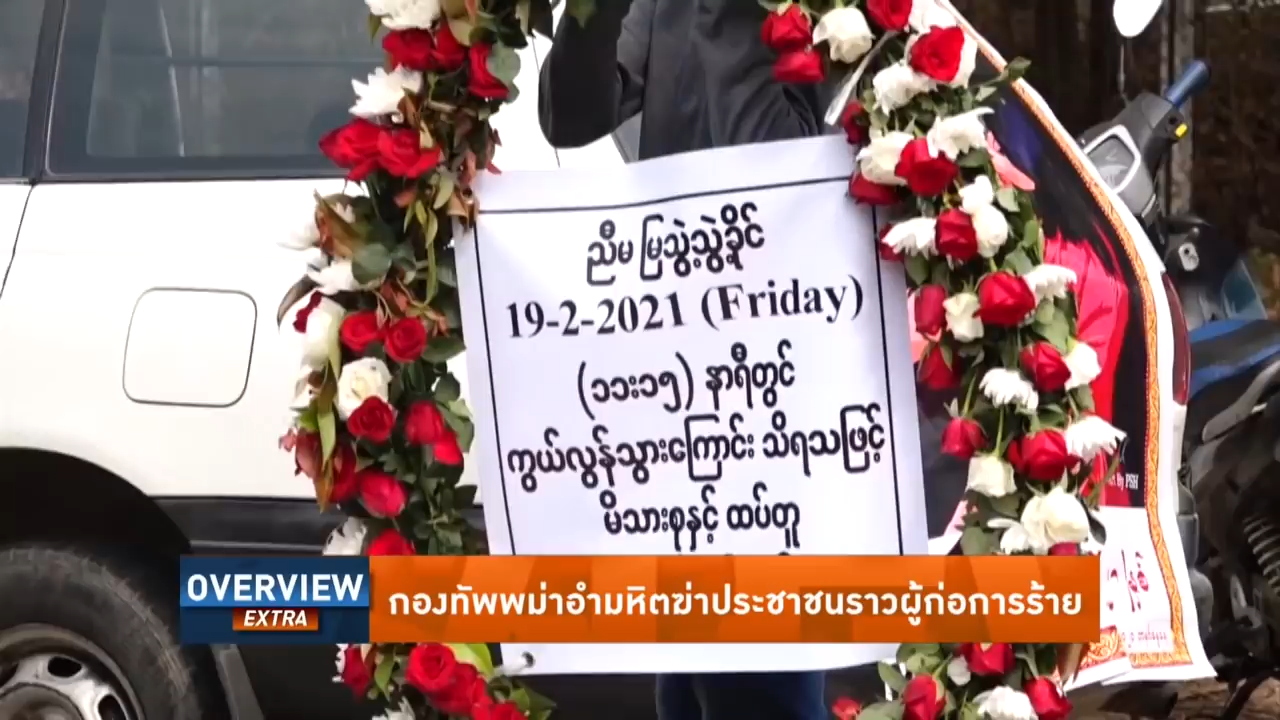 ညီမ မြသွဲ့သွဲ့ခိုင်
19-2-2021 (Friday)
(၁၁း၁၅) နာရီတွင်
ကွယ်လွန်သွားကြောင်း သိရသဖြင့်
မိသားစုနှင့် ထပ်တူ
By PSH
OVERVIEW
EXTRA
กองทัพพม่าอำมหิตฆ่าประชาชนราวผู้ก่อการร้าย